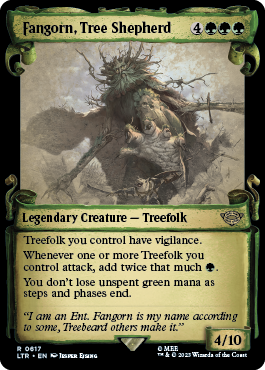 Fangorn, Tree Shepherd 4
Legendary Creature — Treefolk
Treefolk you control have vigilance.
Whenever one or more Treefolk you
control attack, add twice that much .
You don't lose unspent green mana as
steps and phases end.
"I am an Ent. Fangorn is my name according
to some, Treebeard others make it."
4/10
R 0617
LTR • EN Jesper Ejsing
© MEE
™ & © 2023 Wizards of the Coast